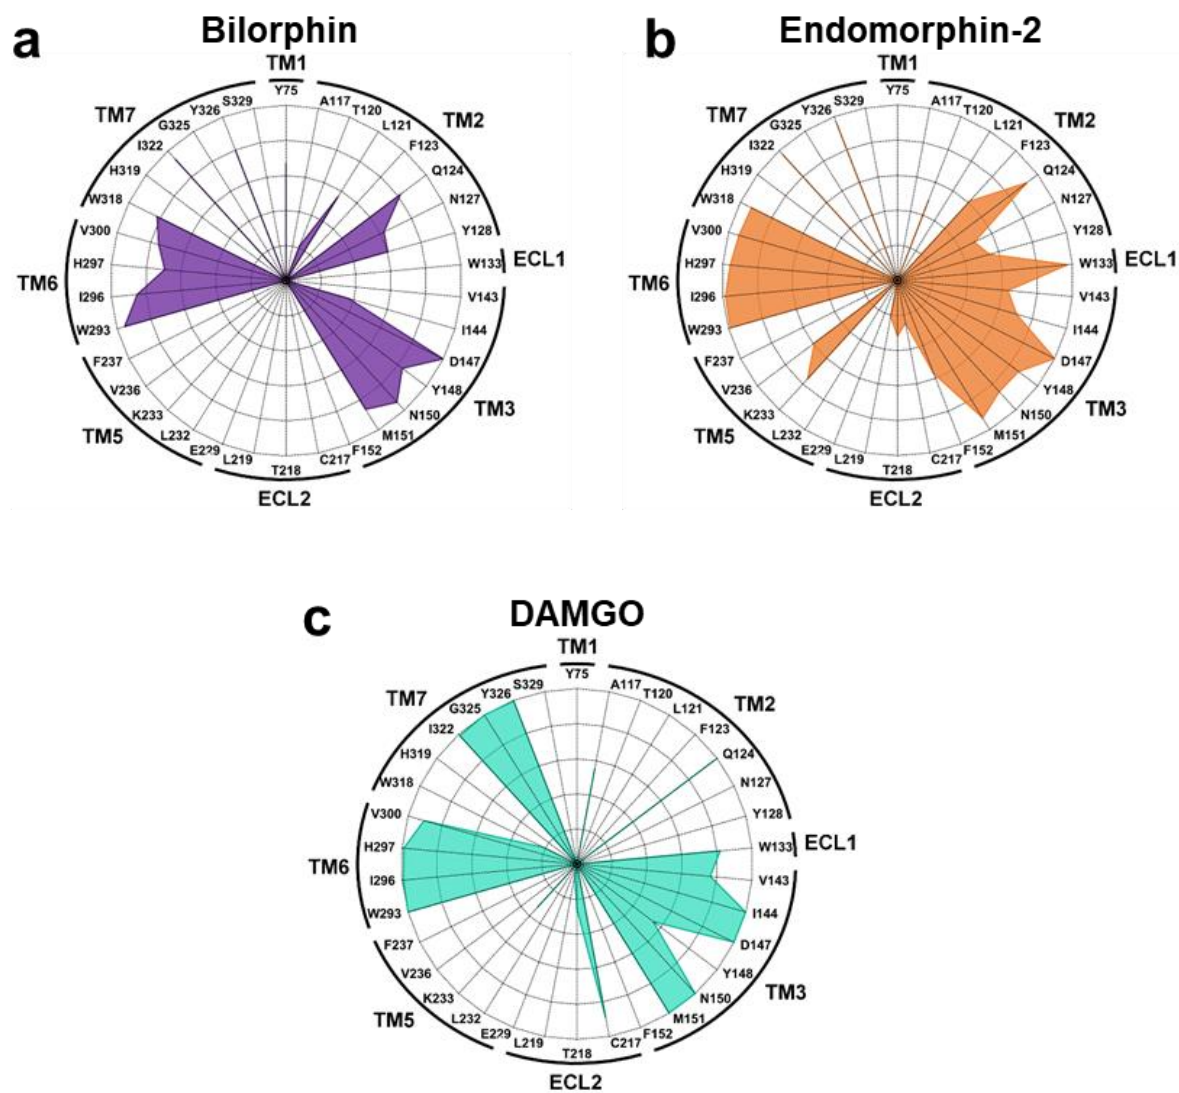 a
Bilorphin
TM1
Y75
A117
T120
L121
F123
Q124
N127
Y128
W133
V143
I144
D147
Y148
N150
M151
F152
C217
T218
L219
E229
L232
K233
V236
F237
W293
I296
H297
V300
W318
H319
I322
G325
Y326
S329
TM2
ECL1
TM3
ECL2
TM5
TM6
TM7
b
Endomorphin-2
TM1
Y75
A117
T120
L121
F123
Q124
N127
Y128
W133
V143
I144
D147
Y148
N150
M151
F152
C217
T218
L219
E229
L232
K233
V236
F237
W293
I296
H297
V300
W318
H319
I322
G325
Y326
S329
TM2
ECL1
TM3
ECL2
TM5
TM6
TM7
c
DAMGO
TM1
Y75
A117
T120
L121
F123
Q124
N127
Y128
W133
V143
I144
D147
Y148
N150
M151
F152
C217
T218
L219
E229
L232
K233
V236
F237
W293
I296
H297
V300
W318
H319
I322
G325
Y326
S329
TM2
ECL1
TM3
ECL2
TM5
TM6
TM7